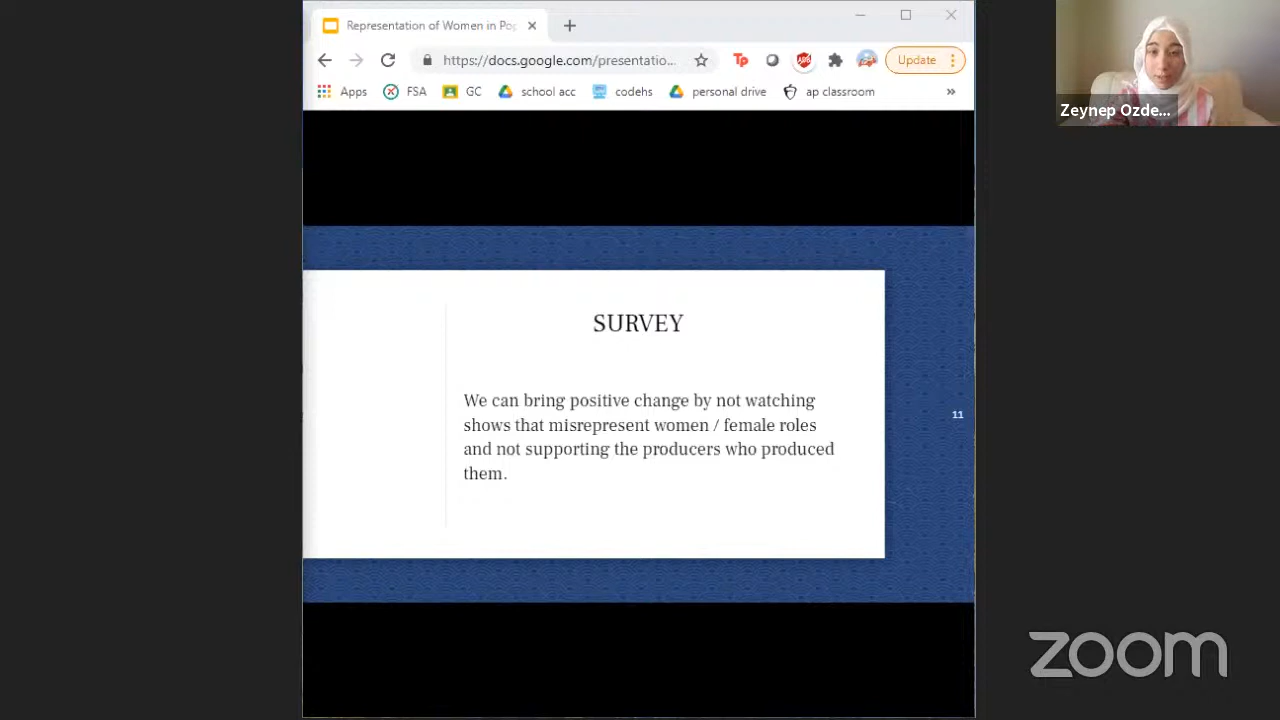 Representation of Women in Pop
https://docs.google.com/presentatio...
Tp
Update
Apps
FSA
GC
school acc
codehs
personal drive
ap classroom
»
Zeynep Ozde...
SURVEY
We can bring positive change by not watching
shows that misrepresent women / female roles
and not supporting the producers who produced
them.
11
zoom